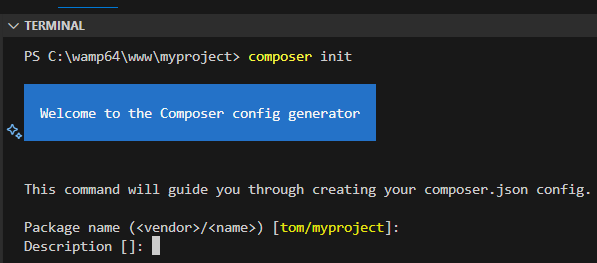 TERMINAL
PS C:\wamp64\www\myproject> composer init
Welcome to the Composer config generator
This command will guide you through creating your composer.json config.
Package name (<vendor>/<name>) [tom/myproject]:
Description []: